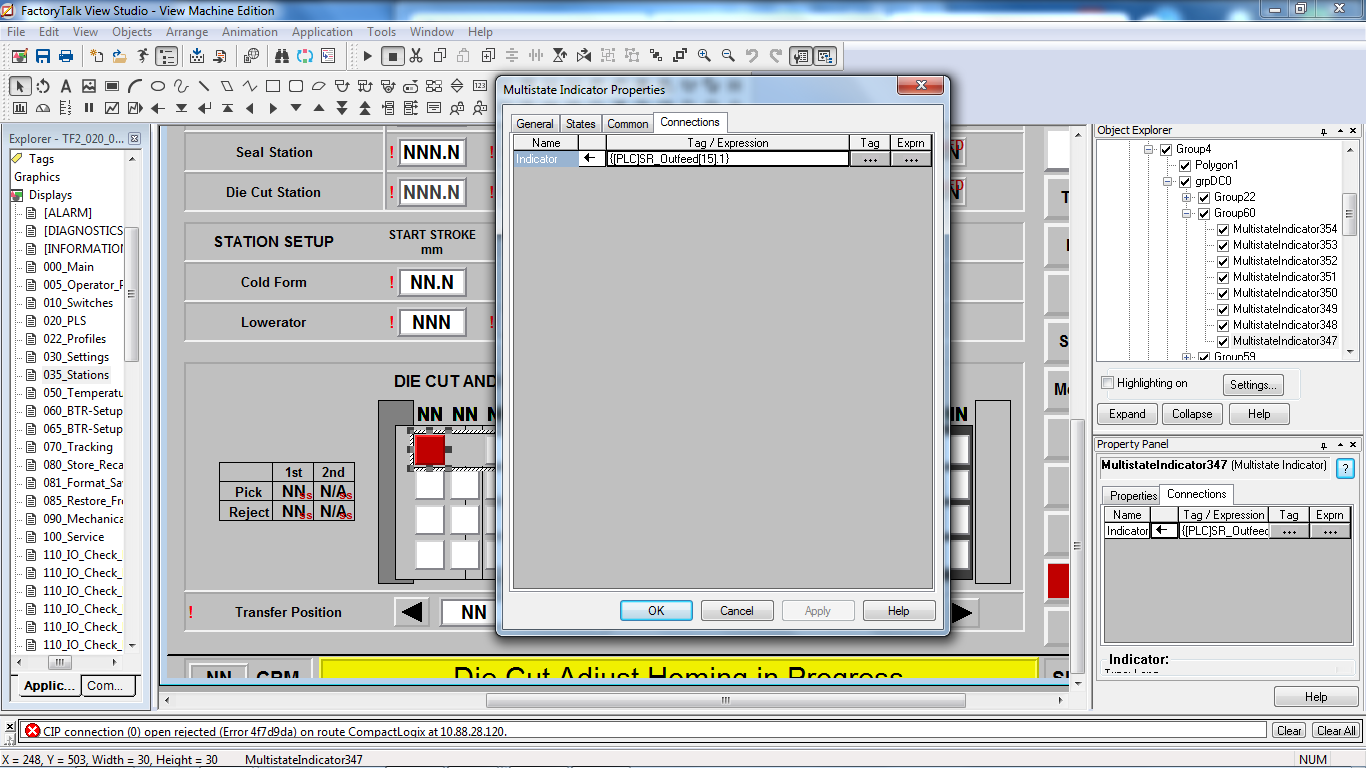 FactoryTalk View Studio - View Machine Edition
File Edit View Objects Arrange Animation Application Tools Window Help
Explorer - TF2_020_0...
Tags
Graphics
Displays
[ALARM]
[DIAGNOSTICS
[INFORMATION
000_Main
005_Operator_P
010_Switches
020_PLS
022_Profiles
030_Settings
035_Stations
050_Temperatu
060_BTR-Setup
065_BTR-Setup
070_Tracking
080_Store_Reca
081_Format_Sa
085_Restore_Fr
090_Mechanica
100_Service
110_IO_Check_
110_IO_Check_
110_IO_Check_
110_IO_Check_
110_IO_Check_
110_IO_Check_
Applic... Com...
Seal Station ! NNN.N
Die Cut Station ! NNN.N
STATION SETUP START STROKE
mm
Cold Form ! NN.N
Lowerator ! NNN
DIE CUT AND
NN NN N
1st 2nd
Pick NN ss N/A ss
Reject NN ss N/A ss
! Transfer Position NN
NN CPM Die Cut Adjust Homing in Progress
Multistate Indicator Properties
General States Common Connections
Name Tag / Expression Tag Exprn
Indicator {[PLC]SR_Outfeed[15].1} ... ...
OK Cancel Apply Help
Object Explorer
Group4
Polygon1
grpDC0
Group22
Group60
MultistateIndicator354
MultistateIndicator353
MultistateIndicator352
MultistateIndicator351
MultistateIndicator350
MultistateIndicator349
MultistateIndicator348
MultistateIndicator347
Group59
Highlighting on Settings...
Expand Collapse Help
Property Panel
MultistateIndicator347 (Multistate Indicator) ?
Properties Connections
Name Tag / Expression Tag Exprn
Indicator {[PLC]SR_Outfeed ... ...
Indicator:
Help
CIP connection (0) open rejected (Error 4f7d9da) on route CompactLogix at 10.88.28.120.
Clear Clear All
X = 248, Y = 503, Width = 30, Height = 30 MultistateIndicator347 NUM